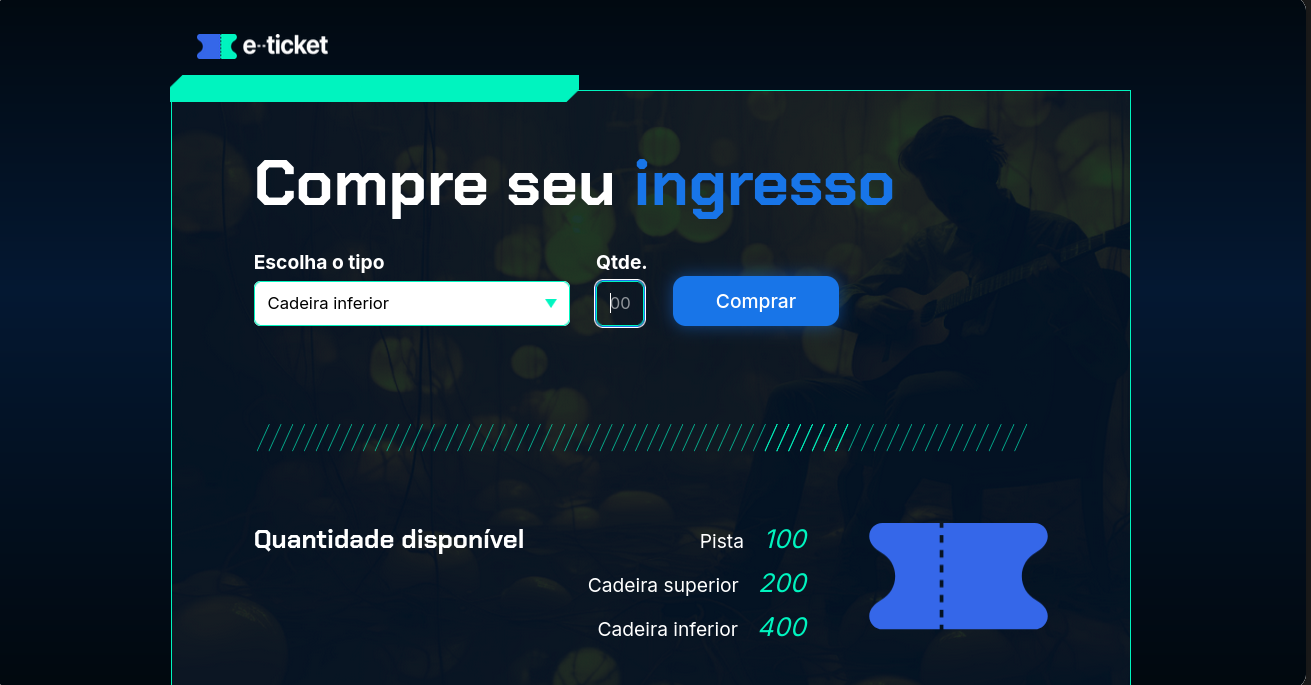 e··ticket
Compre seu ingresso
Escolha o tipo
Qtde.
Cadeira inferior
00
Comprar
Quantidade disponível
Pista 100
Cadeira superior 200
Cadeira inferior 400